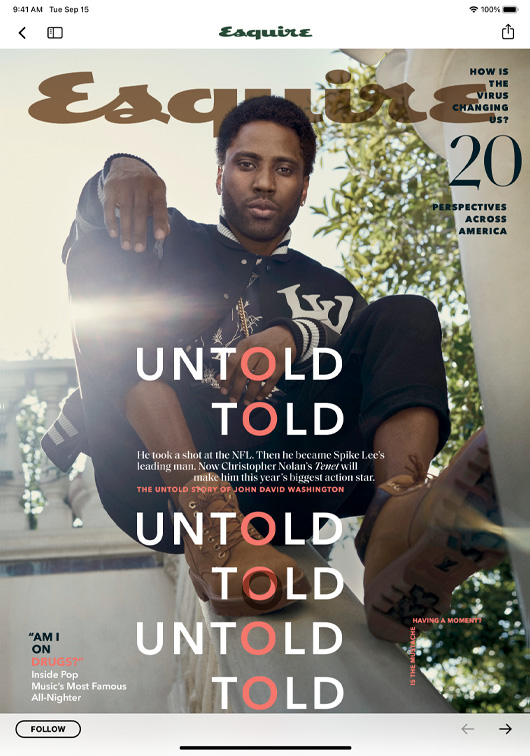 9:41 AM Tue Sep 15
100%
Esquire
Esquire
HOW IS
THE
VIRUS
CHANGING
US?
20
PERSPECTIVES
ACROSS
AMERICA
UNTOLD
TOLD
He took a shot at the NFL. Then he became Spike Lee's
leading man. Now Christopher Nolan's Tenet will
make him this year's biggest action star.
THE UNTOLD STORY OF JOHN DAVID WASHINGTON
UNTOLD
TOLD
UNTOLD
TOLD
"AM I
ON
DRUGS?"
Inside Pop
Music's Most Famous
All-Nighter
IS THE MUSTACHE
HAVING A MOMENT?
FOLLOW